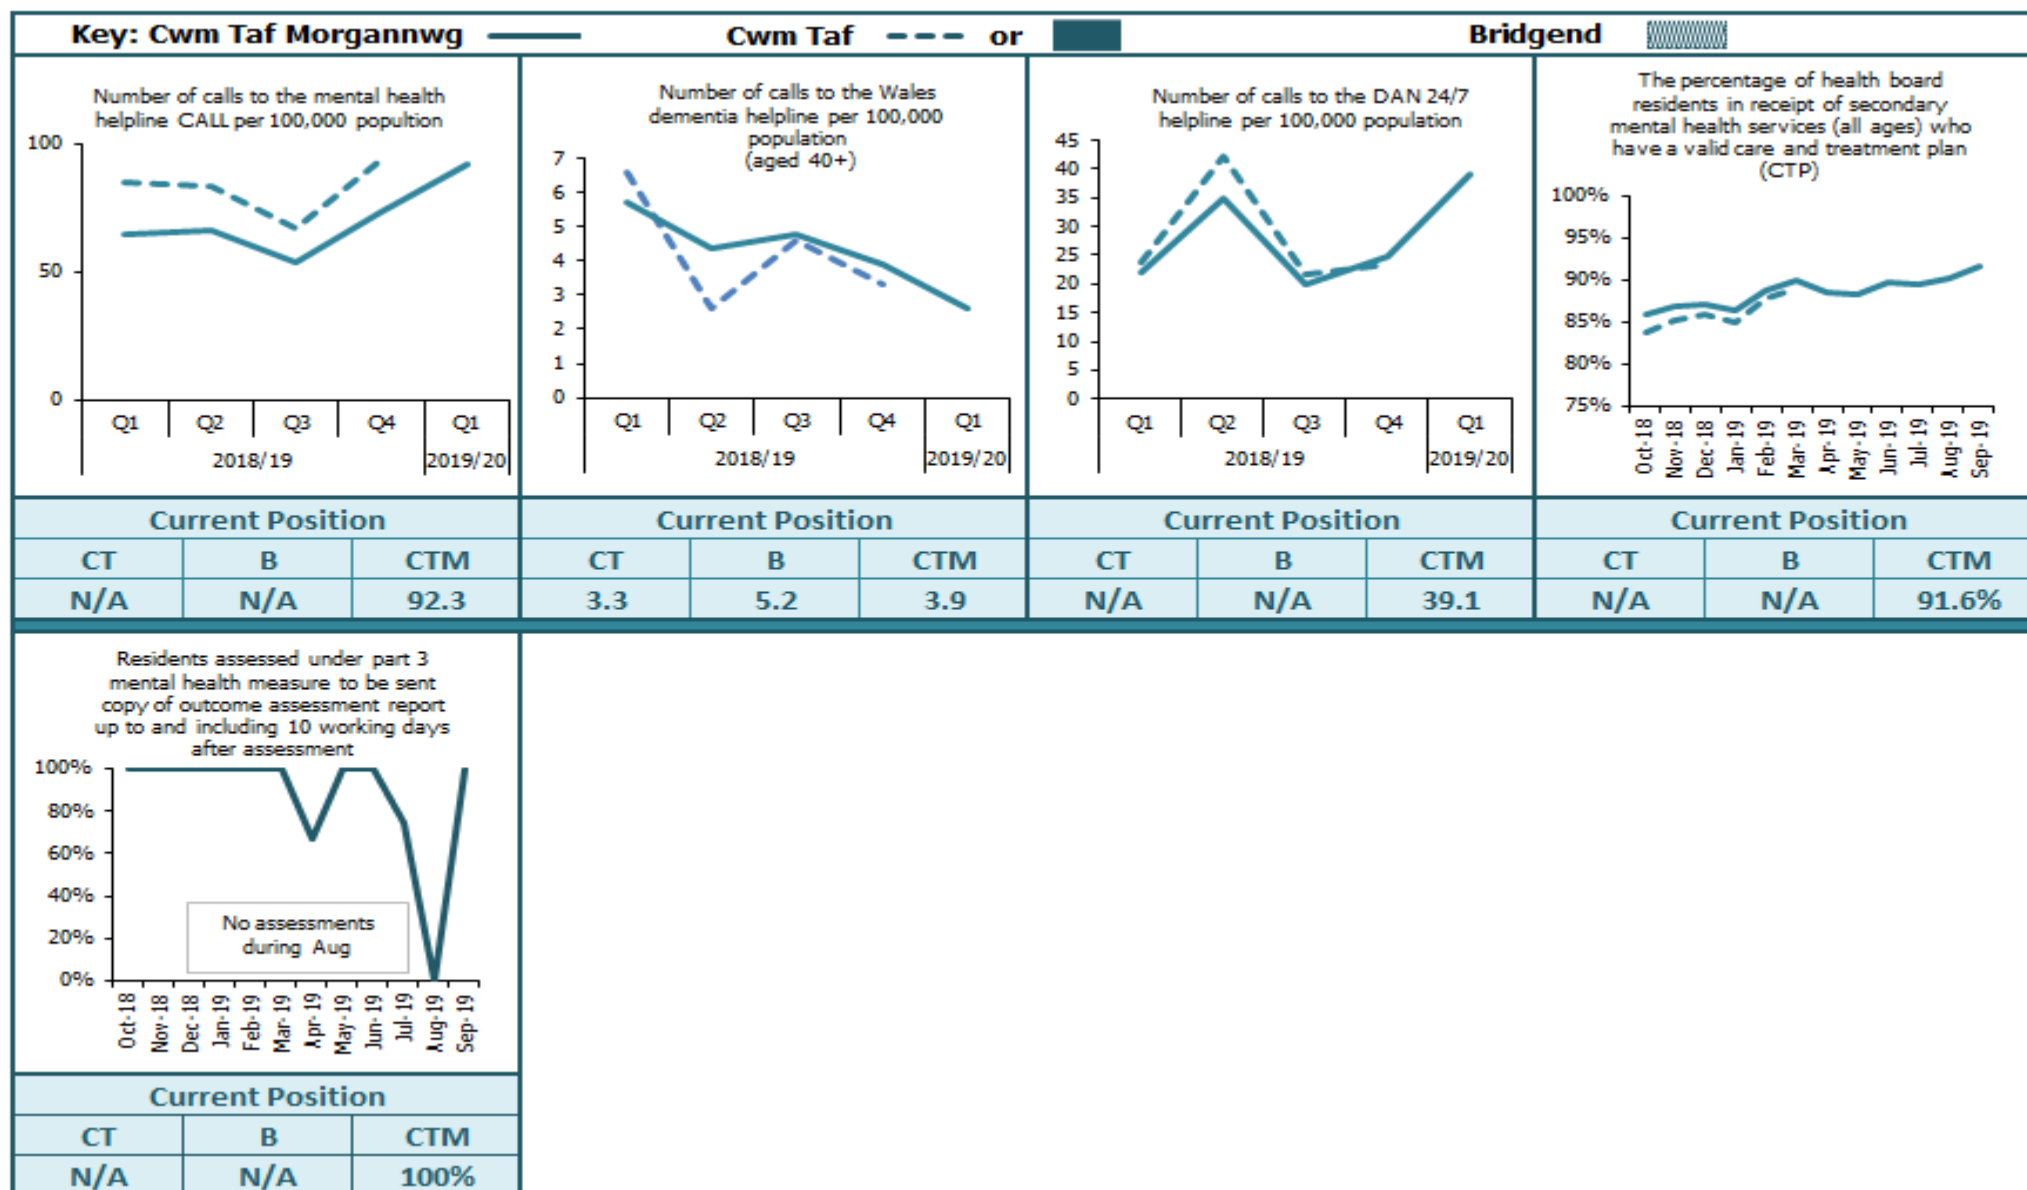 Key: Cwm Taf Morgannwg Cwm Taf or Bridgend
Number of calls to the mental health
helpline CALL per 100,000 popultion
100
50
0
Q1 Q2 Q3 Q4 Q1
2018/19 2019/20
Number of calls to the Wales
dementia helpline per 100,000
population
(aged 40+)
7
6
5
4
3
2
1
0
Q1 Q2 Q3 Q4 Q1
2018/19 2019/20
Number of calls to the DAN 24/7
helpline per 100,000 population
45
40
35
30
25
20
15
10
5
0
Q1 Q2 Q3 Q4 Q1
2018/19 2019/20
The percentage of health board
residents in receipt of secondary
mental health services (all ages) who
have a valid care and treatment plan
(CTP)
100%
95%
90%
85%
80%
75%
Oct-18 Nov-18 Dec-18 Jan-19 Feb-19 Mar-19 Apr-19 May-19 Jun-19 Jul-19 Aug-19 Sep-19
Current Position Current Position Current Position Current Position
CT B CTM CT B CTM CT B CTM CT B CTM
N/A N/A 92.3 3.3 5.2 3.9 N/A N/A 39.1 N/A N/A 91.6%
Residents assessed under part 3
mental health measure to be sent
copy of outcome assessment report
up to and including 10 working days
after assessment
100%
80%
60%
40%
20%
0%
No assessments
during Aug
Oct-18 Nov-18 Dec-18 Jan-19 Feb-19 Mar-19 Apr-19 May-19 Jun-19 Jul-19 Aug-19 Sep-19
Current Position
CT B CTM
N/A N/A 100%